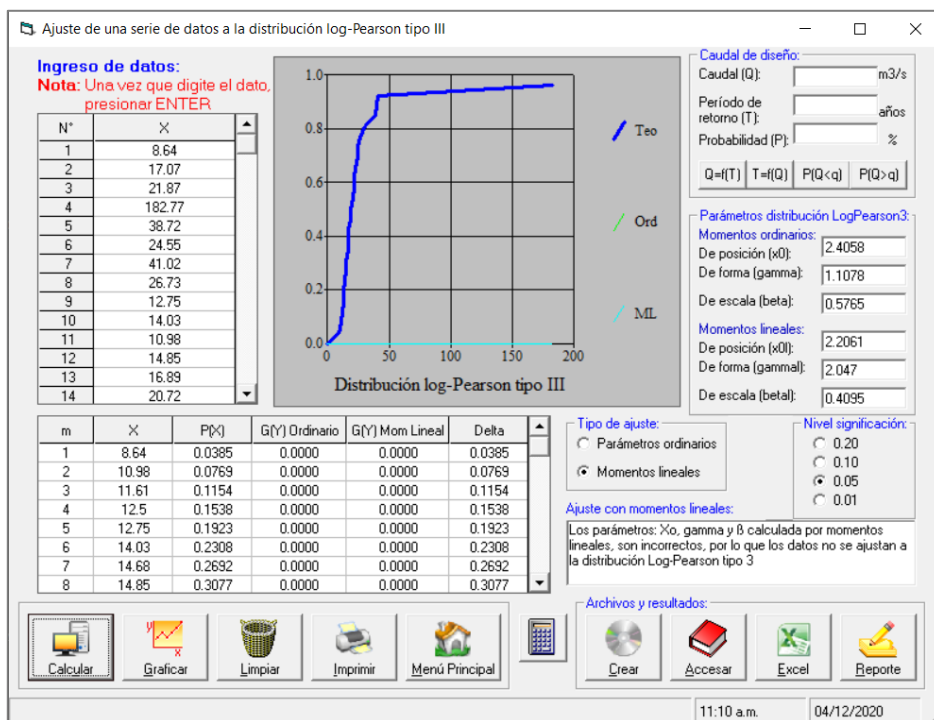 Ajuste de una serie de datos a la distribución log-Pearson tipo III
Ingreso de datos:
Nota: Una vez que digite el dato,
presionar ENTER
N° X
1 8.64
2 17.07
3 21.87
4 182.77
5 38.72
6 24.55
7 41.02
8 26.73
9 12.75
10 14.03
11 10.98
12 14.85
13 16.89
14 20.72
1.0
0.8
0.6
0.4
0.2
0.0
0 50 100 150 200
Distribución log-Pearson tipo III
Teo
Ord
ML
Caudal de diseño:
Caudal (Q): m3/s
Período de
retorno (T): años
Probabilidad (P): %
Q=f(T) T=f(Q) P(Q<q) P(Q>q)
Parámetros distribución LogPearson3:
Momentos ordinarios:
De posición (x0): 2.4058
De forma (gamma): 1.1078
De escala (beta): 0.5765
Momentos lineales:
De posición (x0l): 2.2061
De forma (gammal): 2.047
De escala (betal): 0.4095
m X P(X) G(Y) Ordinario G(Y) Mom Lineal Delta
1 8.64 0.0385 0.0000 0.0000 0.0385
2 10.98 0.0769 0.0000 0.0000 0.0769
3 11.61 0.1154 0.0000 0.0000 0.1154
4 12.5 0.1538 0.0000 0.0000 0.1538
5 12.75 0.1923 0.0000 0.0000 0.1923
6 14.03 0.2308 0.0000 0.0000 0.2308
7 14.68 0.2692 0.0000 0.0000 0.2692
8 14.85 0.3077 0.0000 0.0000 0.3077
Tipo de ajuste:
Parámetros ordinarios
Momentos lineales
Nivel significación:
0.20
0.10
0.05
0.01
Ajuste con momentos lineales:
Los parámetros: Xo, gamma y ß calculada por momentos
lineales, son incorrectos, por lo que los datos no se ajustan a
la distribución Log-Pearson tipo 3
Calcular Graficar Limpiar Imprimir Menú Principal
Archivos y resultados:
Crear Accesar Excel Reporte
11:10 a.m. 04/12/2020